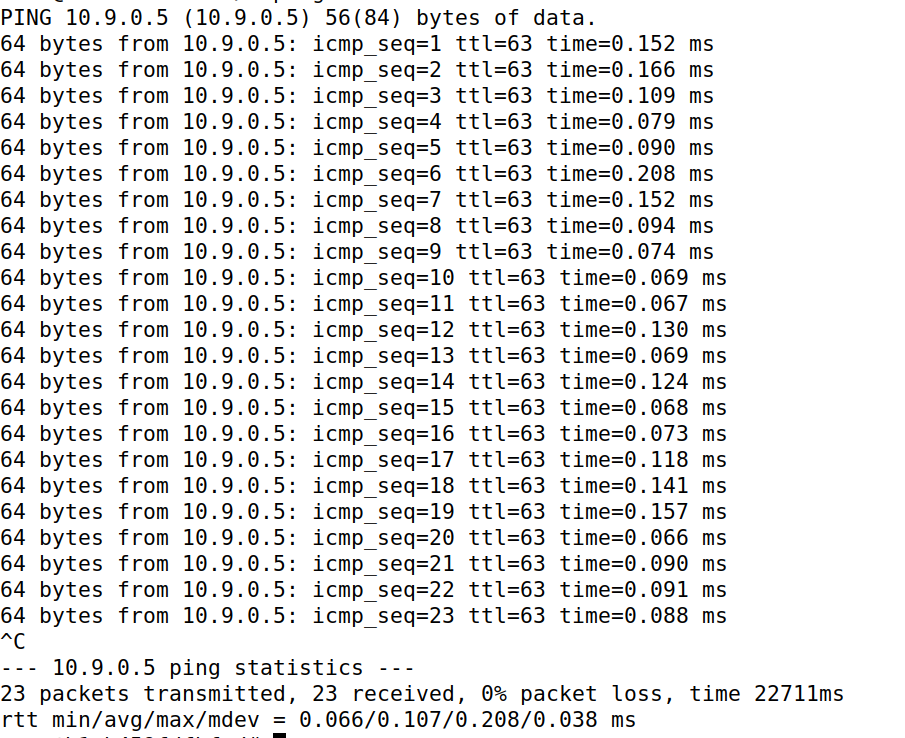 PING 10.9.0.5 (10.9.0.5) 56(84) bytes of data.
64 bytes from 10.9.0.5: icmp_seq=1 ttl=63 time=0.152 ms
64 bytes from 10.9.0.5: icmp_seq=2 ttl=63 time=0.166 ms
64 bytes from 10.9.0.5: icmp_seq=3 ttl=63 time=0.109 ms
64 bytes from 10.9.0.5: icmp_seq=4 ttl=63 time=0.079 ms
64 bytes from 10.9.0.5: icmp_seq=5 ttl=63 time=0.090 ms
64 bytes from 10.9.0.5: icmp_seq=6 ttl=63 time=0.208 ms
64 bytes from 10.9.0.5: icmp_seq=7 ttl=63 time=0.152 ms
64 bytes from 10.9.0.5: icmp_seq=8 ttl=63 time=0.094 ms
64 bytes from 10.9.0.5: icmp_seq=9 ttl=63 time=0.074 ms
64 bytes from 10.9.0.5: icmp_seq=10 ttl=63 time=0.069 ms
64 bytes from 10.9.0.5: icmp_seq=11 ttl=63 time=0.067 ms
64 bytes from 10.9.0.5: icmp_seq=12 ttl=63 time=0.130 ms
64 bytes from 10.9.0.5: icmp_seq=13 ttl=63 time=0.069 ms
64 bytes from 10.9.0.5: icmp_seq=14 ttl=63 time=0.124 ms
64 bytes from 10.9.0.5: icmp_seq=15 ttl=63 time=0.068 ms
64 bytes from 10.9.0.5: icmp_seq=16 ttl=63 time=0.073 ms
64 bytes from 10.9.0.5: icmp_seq=17 ttl=63 time=0.118 ms
64 bytes from 10.9.0.5: icmp_seq=18 ttl=63 time=0.141 ms
64 bytes from 10.9.0.5: icmp_seq=19 ttl=63 time=0.157 ms
64 bytes from 10.9.0.5: icmp_seq=20 ttl=63 time=0.066 ms
64 bytes from 10.9.0.5: icmp_seq=21 ttl=63 time=0.090 ms
64 bytes from 10.9.0.5: icmp_seq=22 ttl=63 time=0.091 ms
64 bytes from 10.9.0.5: icmp_seq=23 ttl=63 time=0.088 ms
^C
--- 10.9.0.5 ping statistics ---
23 packets transmitted, 23 received, 0% packet loss, time 22711ms
rtt min/avg/max/mdev = 0.066/0.107/0.208/0.038 ms